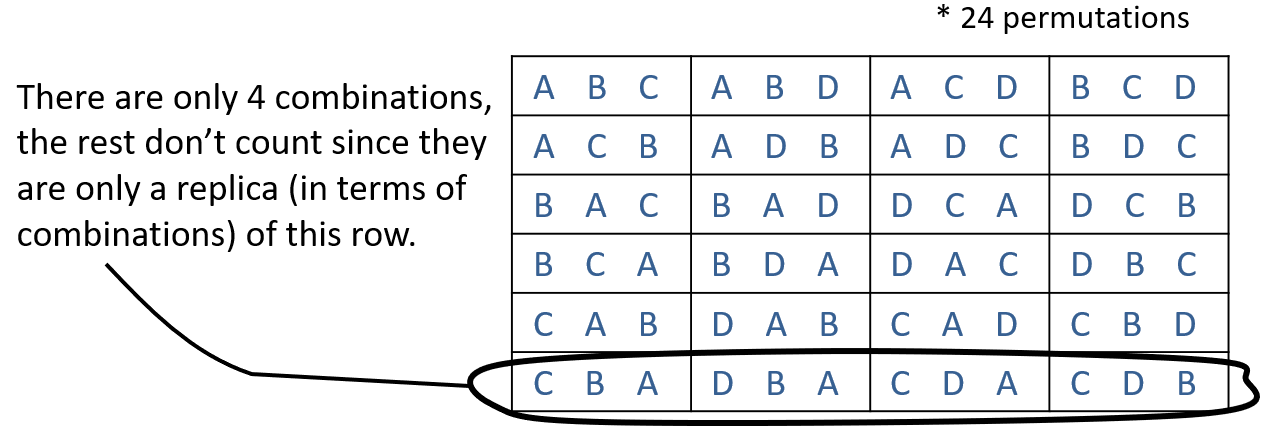 * 24 permutations
There are only 4 combinations,
the rest don’t count since they
are only a replica (in terms of
combinations) of this row.
A B C A B D A C D B C D
A C B A D B A D C B D C
B A C B A D D C A D C B
B C A B D A D A C D B C
C A B D A B C A D C B D
C B A D B A C D A C D B